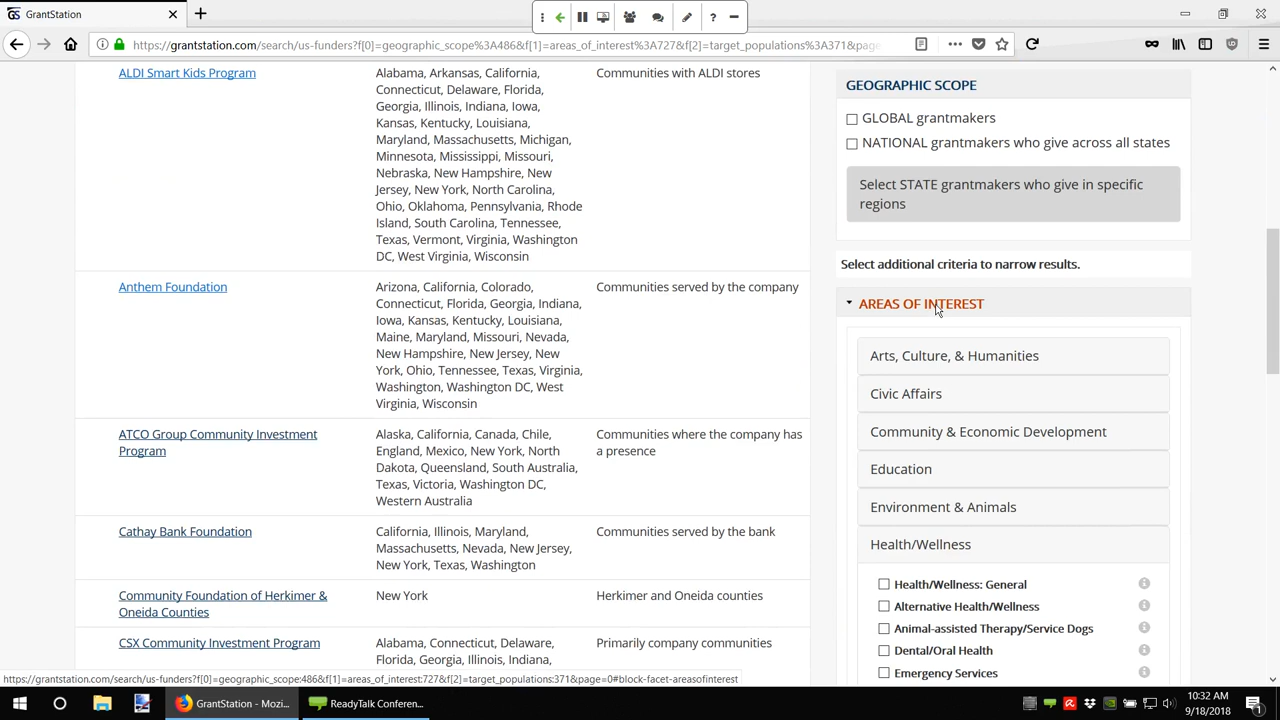 GrantStation
https://grantstation.com/search/us-funders?f[0]=geographic_scope%3A486&f[1]=areas_of_interest%3A727&f[2]=target_populations%3A371&pag
ALDI Smart Kids Program
Alabama, Arkansas, California,
Connecticut, Delaware, Florida,
Georgia, Illinois, Indiana, Iowa,
Kansas, Kentucky, Louisiana,
Maryland, Massachusetts, Michigan,
Minnesota, Mississippi, Missouri,
Nebraska, New Hampshire, New
Jersey, New York, North Carolina,
Ohio, Oklahoma, Pennsylvania, Rhode
Island, South Carolina, Tennessee,
Texas, Vermont, Virginia, Washington
DC, West Virginia, Wisconsin
Communities with ALDI stores
Anthem Foundation
Arizona, California, Colorado,
Connecticut, Florida, Georgia, Indiana,
Iowa, Kansas, Kentucky, Louisiana,
Maine, Maryland, Missouri, Nevada,
New Hampshire, New Jersey, New
York, Ohio, Tennessee, Texas, Virginia,
Washington, Washington DC, West
Virginia, Wisconsin
Communities served by the company
ATCO Group Community Investment
Program
Alaska, California, Canada, Chile,
England, Mexico, New York, North
Dakota, Queensland, South Australia,
Texas, Victoria, Washington DC,
Western Australia
Communities where the company has
a presence
Cathay Bank Foundation
California, Illinois, Maryland,
Massachusetts, Nevada, New Jersey,
New York, Texas, Washington
Communities served by the bank
Community Foundation of Herkimer &
Oneida Counties
New York
Herkimer and Oneida counties
CSX Community Investment Program
Alabama, Connecticut, Delaware,
Florida, Georgia, Illinois, Indiana,
Primarily company communities
GEOGRAPHIC SCOPE
GLOBAL grantmakers
NATIONAL grantmakers who give across all states
Select STATE grantmakers who give in specific
regions
Select additional criteria to narrow results.
AREAS OF INTEREST
Arts, Culture, & Humanities
Civic Affairs
Community & Economic Development
Education
Environment & Animals
Health/Wellness
Health/Wellness: General
Alternative Health/Wellness
Animal-assisted Therapy/Service Dogs
Dental/Oral Health
Emergency Services
https://grantstation.com/search/us-funders?f[0]=geographic_scope:486&f[1]=areas_of_interest:727&f[2]=target_populations:371&page=0#block-facet-areasofinterest
GrantStation - Mozi...
ReadyTalk Conferen...
10:32 AM
9/18/2018